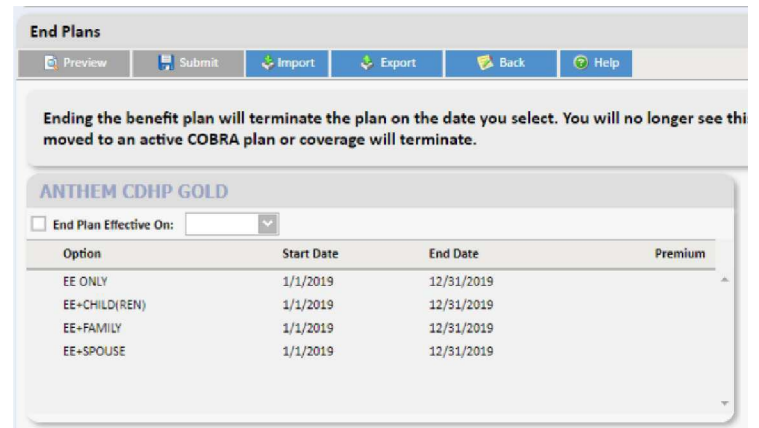 End Plans
Preview Submit Import Export Back Help
Ending the benefit plan will terminate the plan on the date you select. You will no longer see thi
moved to an active COBRA plan or coverage will terminate.
ANTHEM CDHP GOLD
End Plan Effective On:
Option Start Date End Date Premium
EE ONLY 1/1/2019 12/31/2019
EE+CHILD(REN) 1/1/2019 12/31/2019
EE+FAMILY 1/1/2019 12/31/2019
EE+SPOUSE 1/1/2019 12/31/2019